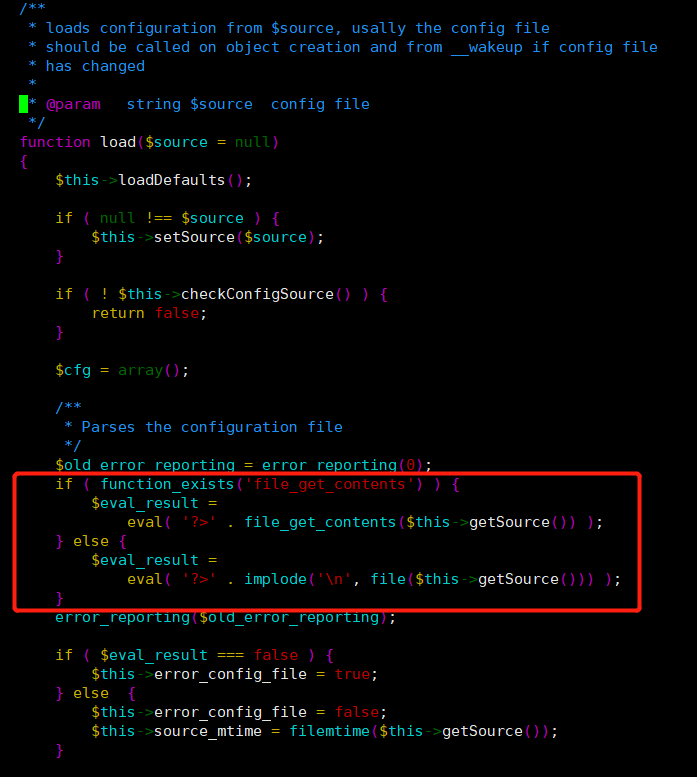 /**
 * loads configuration from $source, usally the config file
 * should be called on object creation and from __wakeup if config file
 * has changed
 *
 * @param   string $source  config file
 */
function load($source = null)
{
    $this->loadDefaults();

    if ( null !== $source ) {
        $this->setSource($source);
    }

    if ( ! $this->checkConfigSource() ) {
        return false;
    }

    $cfg = array();

    /**
     * Parses the configuration file
     */
    $old_error_reporting = error_reporting(0);
    if ( function_exists('file_get_contents') ) {
        $eval_result =
            eval( '?>' . file_get_contents($this->getSource()) );
    } else {
        $eval_result =
            eval( '?>' . implode('\n', file($this->getSource())) );
    }
    error_reporting($old_error_reporting);

    if ( $eval_result === false ) {
        $this->error_config_file = true;
    } else  {
        $this->error_config_file = false;
        $this->source_mtime = filemtime($this->getSource());
    }